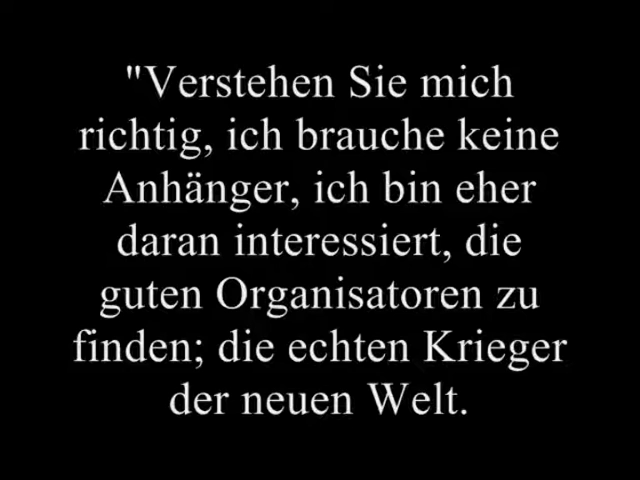 "Verstehen Sie mich
richtig, ich brauche keine
Anhänger, ich bin eher
daran interessiert, die
guten Organisatoren zu
finden; die echten Krieger
der neuen Welt.